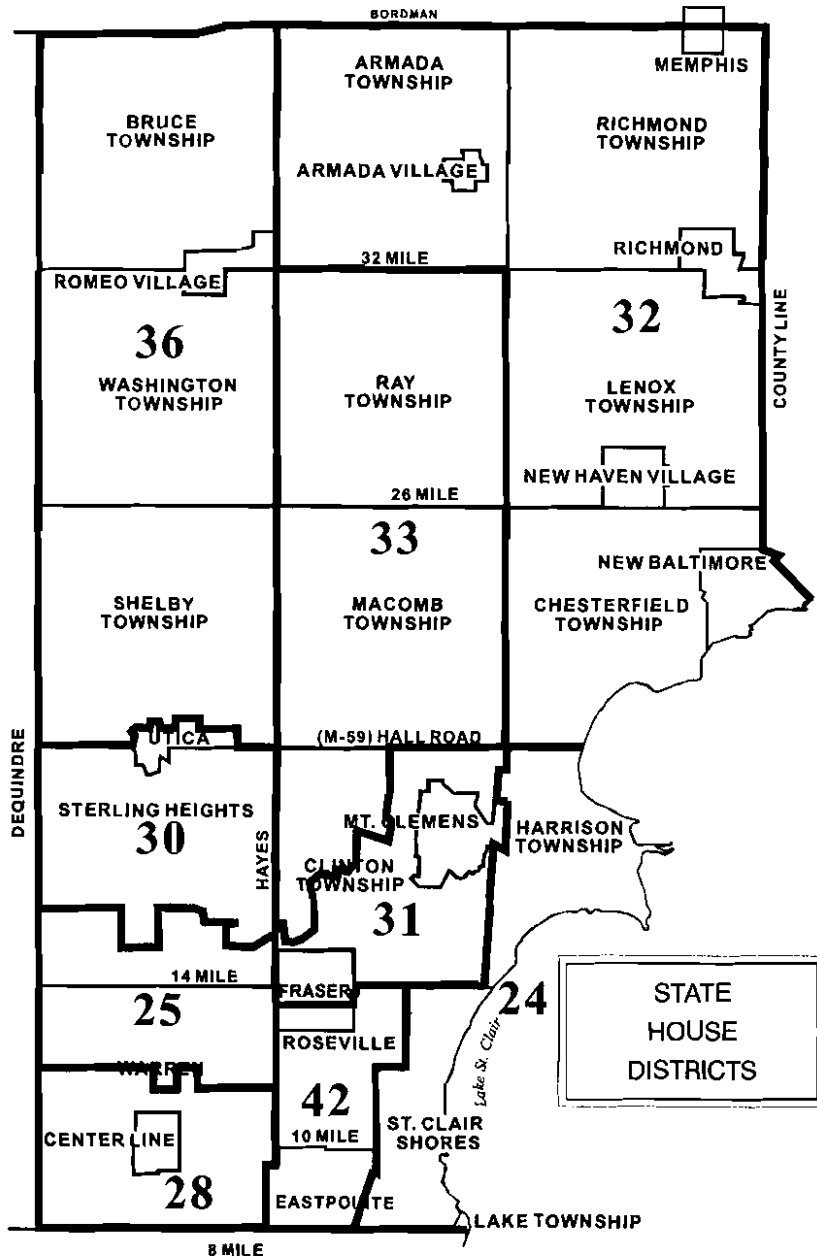 BORDMAN
ARMADA
TOWNSHIP
MEMPHIS
BRUCE
TOWNSHIP
RICHMOND
TOWNSHIP
ARMADA VILLAGE
RICHMOND
32 MILE
ROMEO VILLAGE
36
32
COUNTY LINE
WASHINGTON
TOWNSHIP
RAY
TOWNSHIP
LENOX
TOWNSHIP
NEW HAVEN VILLAGE
26 MILE
33
NEW BALTIMORE
SHELBY
TOWNSHIP
MACOMB
TOWNSHIP
CHESTERFIELD
TOWNSHIP
UTICA
(M-59) HALL ROAD
DEQUINDRE
STERLING HEIGHTS
30
HAYES
MT. CLEMENS
HARRISON
TOWNSHIP
CLINTON
TOWNSHIP
31
14 MILE
FRASER
25
24
STATE
HOUSE
DISTRICTS
ROSEVILLE
Lake St. Clair
WARREN
42
ST. CLAIR
SHORES
CENTER LINE
10 MILE
28
EASTPOINTE
LAKE TOWNSHIP
8 MILE